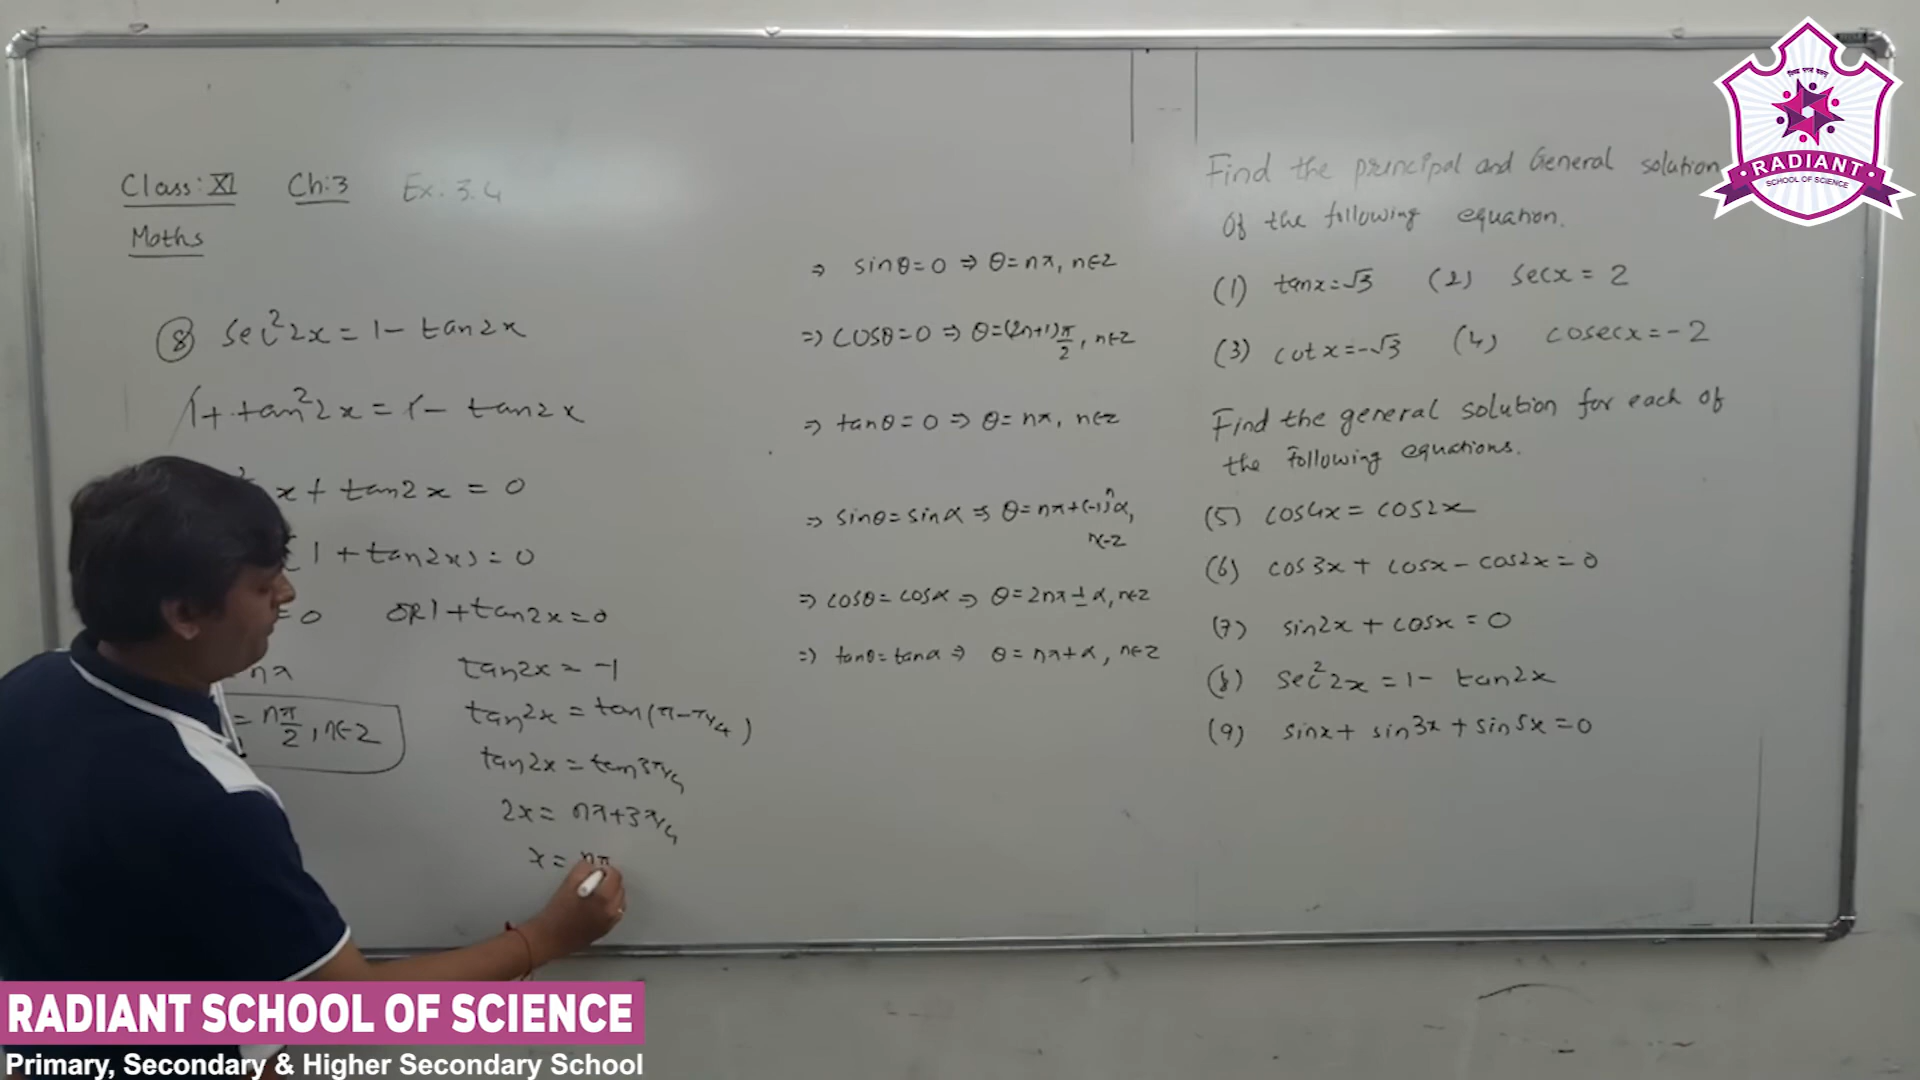 Class: XI Ch:3 Ex. 3.4
Maths
⑧ sec²2x = 1 - tan2x
1 + tan²2x = 1 - tan2x
x + tan2x = 0
(1 + tan2x) = 0
= 0 OR 1 + tan2x = 0
nπ
= nπ/2, n∈Z
tan2x = -1
tan2x = tan(π - π/4)
tan2x = tan3π/4
2x = nπ + 3π/4
x = nπ
⇒ sinθ = 0 ⇒ θ = nπ, n∈Z
⇒ cosθ = 0 ⇒ θ = (2n+1)π/2, n∈Z
⇒ tanθ = 0 ⇒ θ = nπ, n∈Z
⇒ sinθ = sinα ⇒ θ = nπ + (-1)ⁿα,
n∈Z
⇒ cosθ = cosα ⇒ θ = 2nπ ± α, n∈Z
⇒ tanθ = tanα ⇒ θ = nπ + α, n∈Z
Find the principal and General solution
of the following equation.
(1) tanx = √3 (2) secx = 2
(3) cotx = -√3 (4) cosecx = -2
Find the general solution for each of
the following equations.
(5) cos4x = cos2x
(6) cos3x + cosx - cos2x = 0
(7) sin2x + cosx = 0
(8) sec²2x = 1 - tan2x
(9) sinx + sin3x + sin5x = 0
RADIANT
SCHOOL OF SCIENCE
RADIANT SCHOOL OF SCIENCE
Primary, Secondary & Higher Secondary School